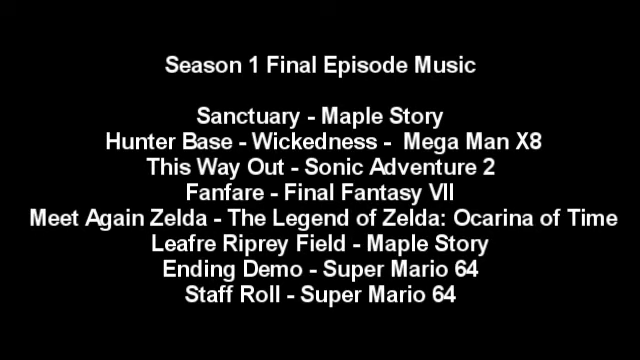 Season 1 Final Episode Music
Sanctuary - Maple Story
Hunter Base - Wickedness - Mega Man X8
This Way Out - Sonic Adventure 2
Fanfare - Final Fantasy VII
Meet Again Zelda - The Legend of Zelda: Ocarina of Time
Leafre Riprey Field - Maple Story
Ending Demo - Super Mario 64
Staff Roll - Super Mario 64